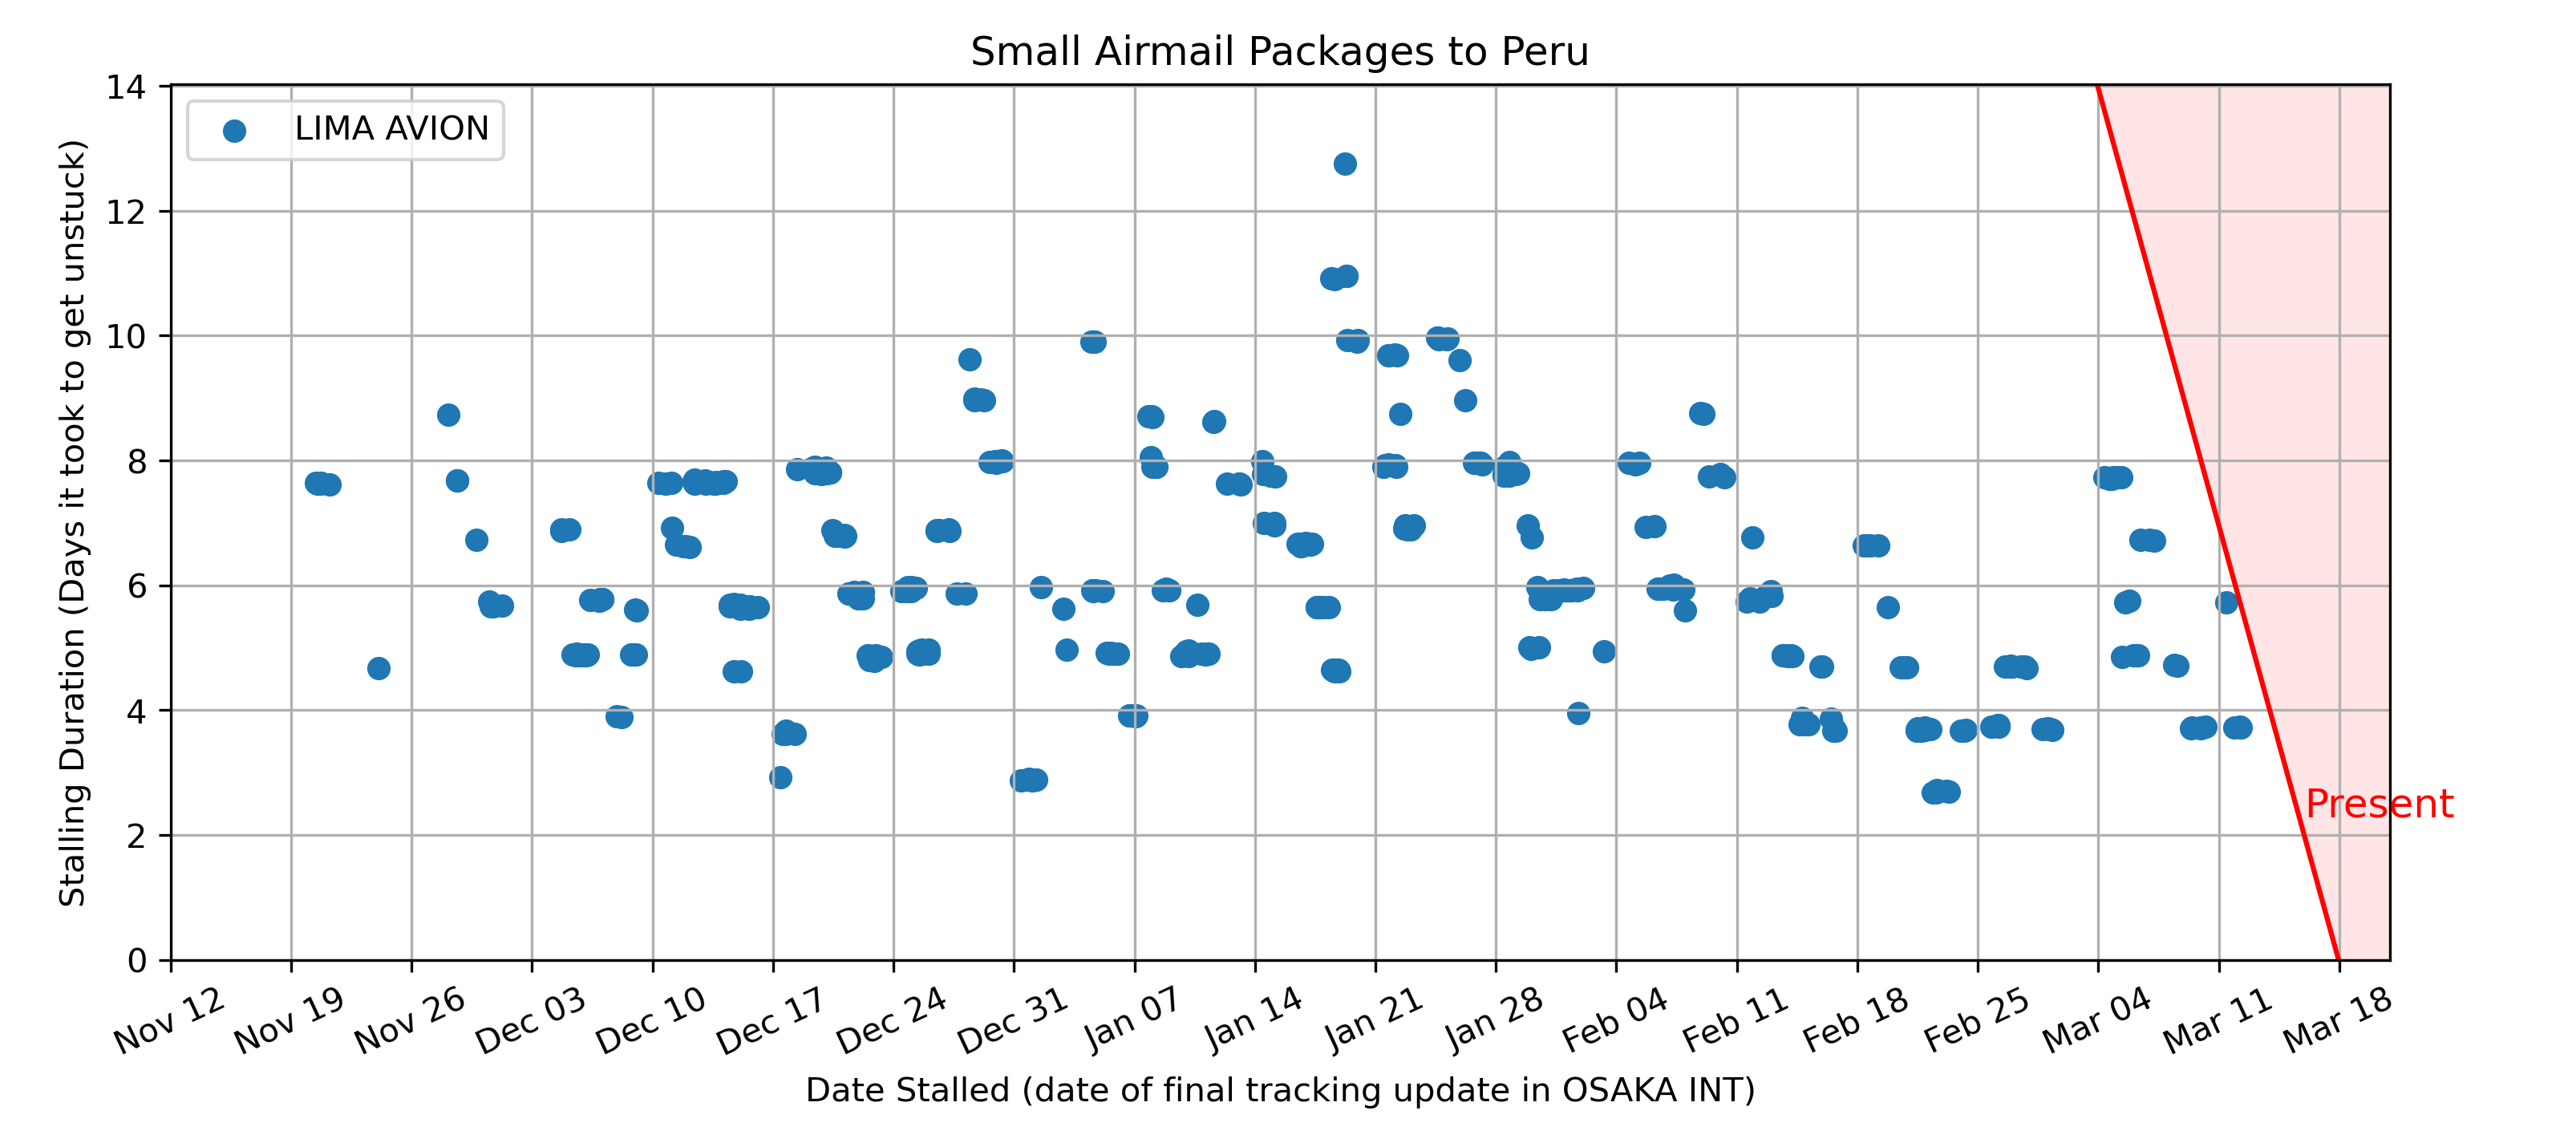 Small Airmail Packages to Peru
LIMA AVION
Stalling Duration (Days it took to get unstuck)
14
12
10
8
6
4
2
0
Present
Nov 12
Nov 19
Nov 26
Dec 03
Dec 10
Dec 17
Dec 24
Dec 31
Jan 07
Jan 14
Jan 21
Jan 28
Feb 04
Feb 11
Feb 18
Feb 25
Mar 04
Mar 11
Mar 18
Date Stalled (date of final tracking update in OSAKA INT)